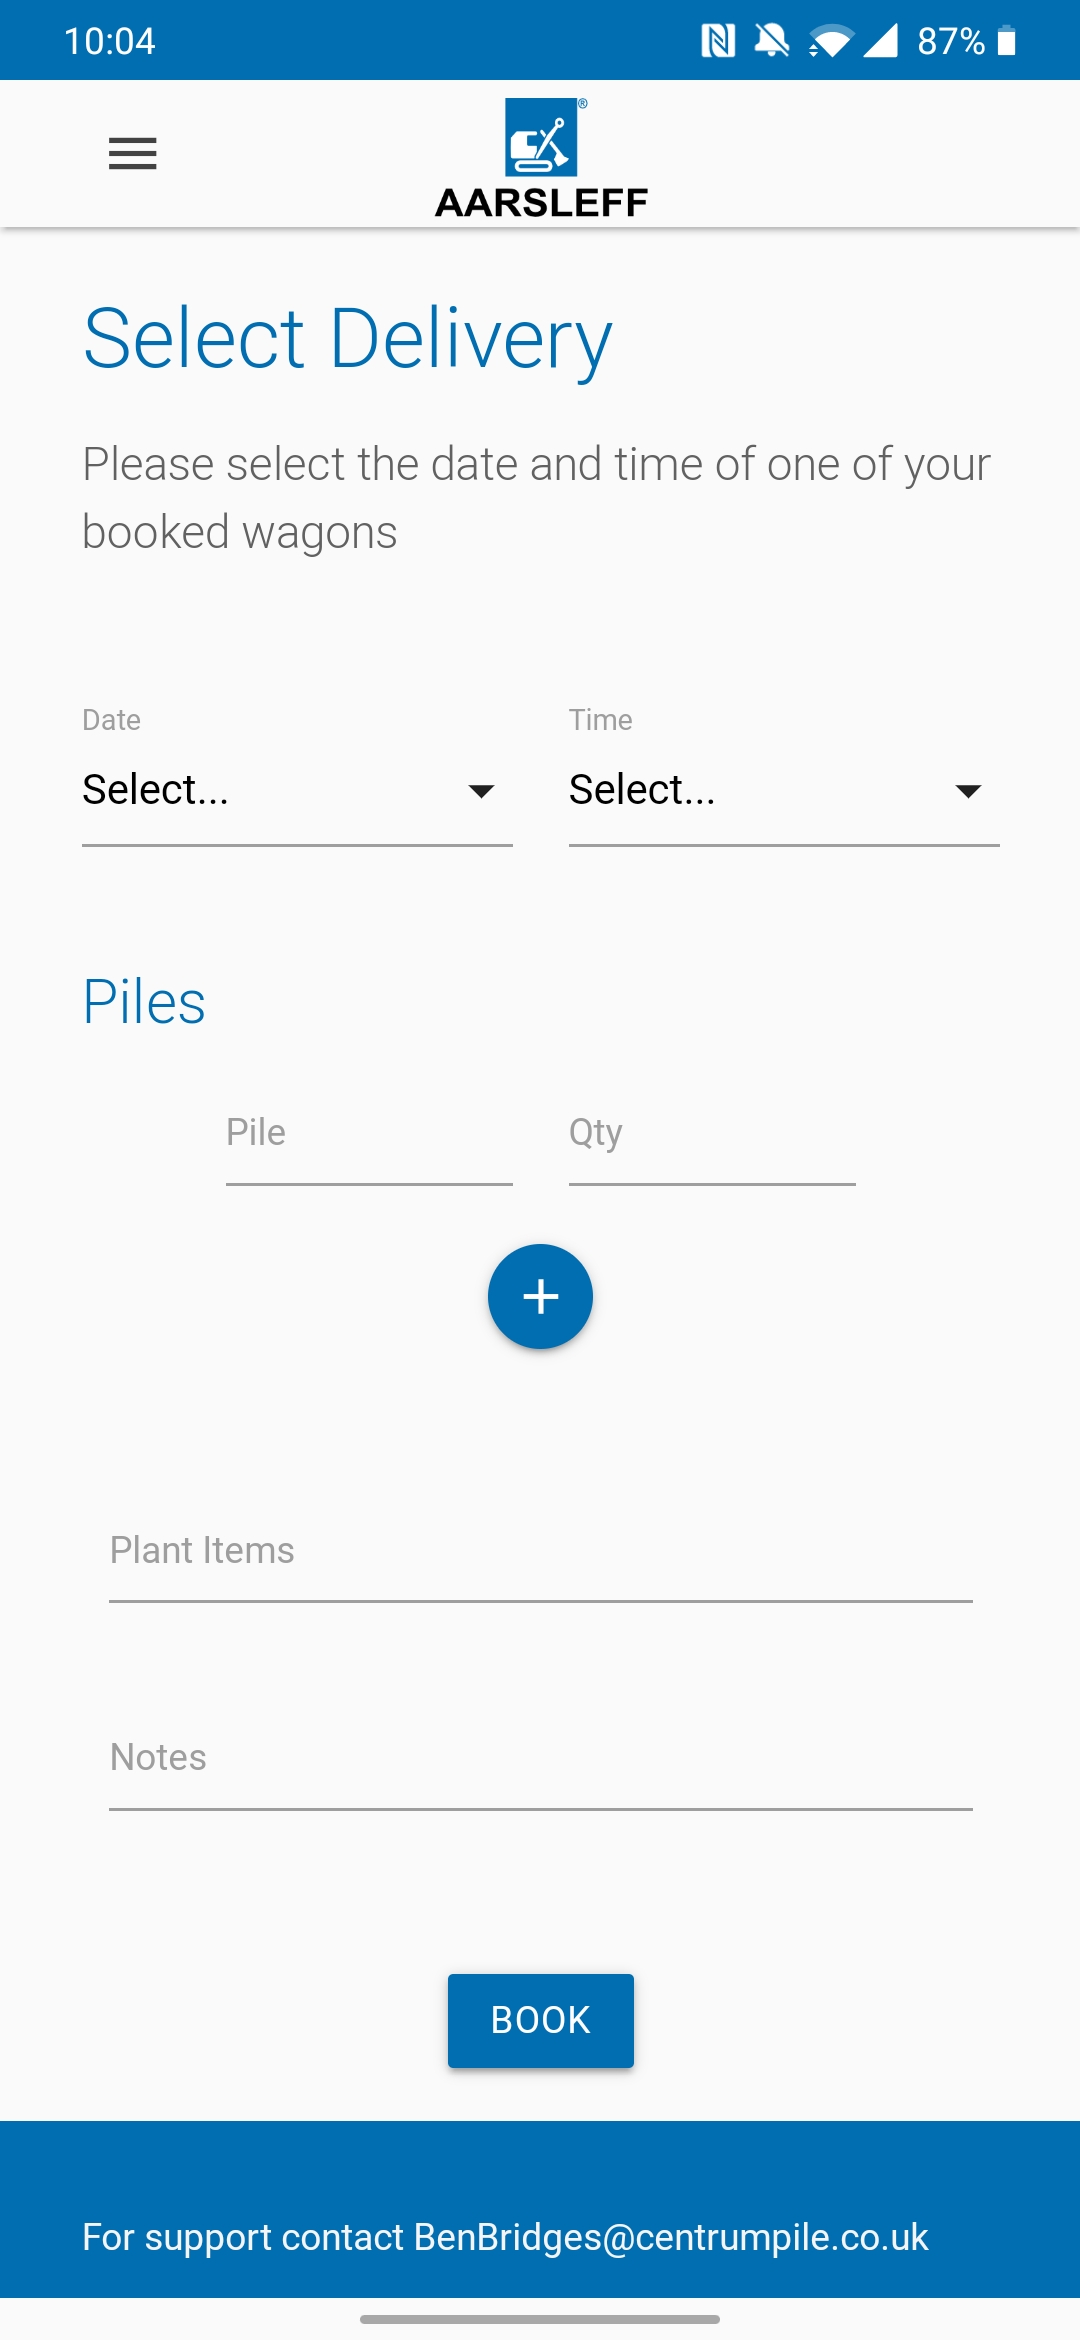 10:04
87%
®
AARSLEFF
Select Delivery
Please select the date and time of one of your
booked wagons
Date
Time
Select...
Select...
Piles
Pile
Qty
+
Plant Items
Notes
BOOK
For support contact BenBridges@centrumpile.co.uk